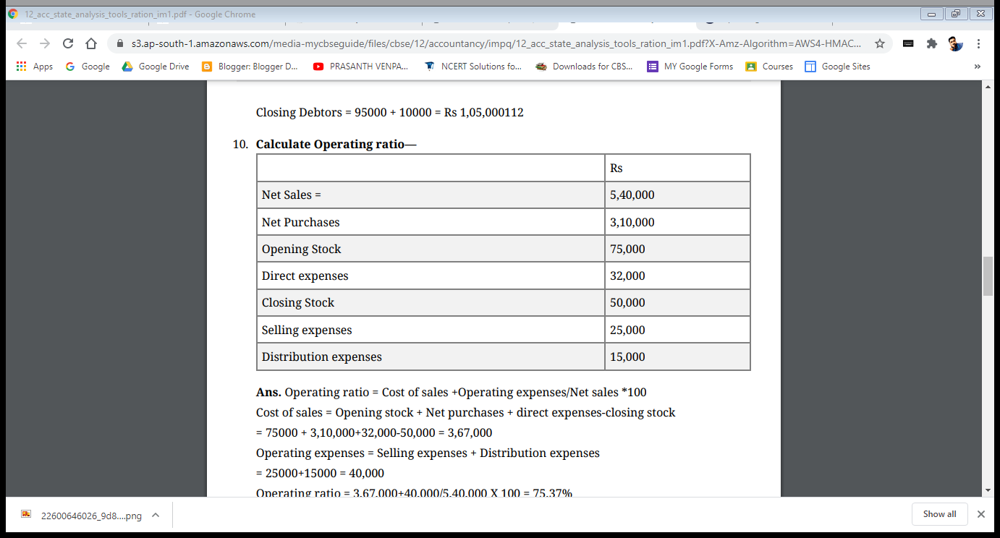 12_acc_state_analysis_tools_ration_im1.pdf - Google Chrome
s3.ap-south-1.amazonaws.com/media-mycbseguide/files/cbse/12/accountancy/impq/12_acc_state_analysis_tools_ration_im1.pdf?X-Amz-Algorithm=AWS4-HMAC...
Apps Google Google Drive Blogger: Blogger D... PRASANTH VENPA... NCERT Solutions fo... Downloads for CBS... MY Google Forms Courses Google Sites »
Closing Debtors = 95000 + 10000 = Rs 1,05,000112
10. Calculate Operating ratio—
Rs
Net Sales = 5,40,000
Net Purchases 3,10,000
Opening Stock 75,000
Direct expenses 32,000
Closing Stock 50,000
Selling expenses 25,000
Distribution expenses 15,000
Ans. Operating ratio = Cost of sales +Operating expenses/Net sales *100
Cost of sales = Opening stock + Net purchases + direct expenses-closing stock
= 75000 + 3,10,000+32,000-50,000 = 3,67,000
Operating expenses = Selling expenses + Distribution expenses
= 25000+15000 = 40,000
Operating ratio = 3,67,000+40,000/5,40,000 X 100 = 75.37%
22600646026_9d8....png
Show all